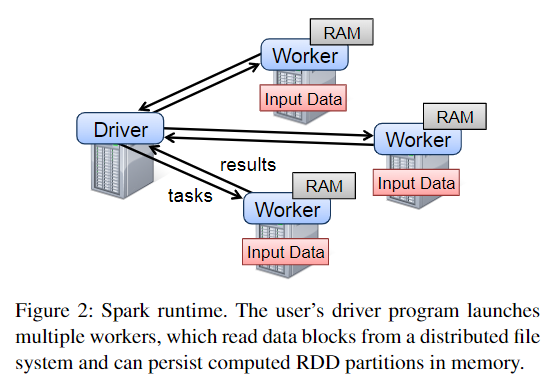 RAM
Worker
Input Data
RAM
Driver
Worker
results
Input Data
tasks
RAM
Worker
Input Data
Figure 2: Spark runtime. The user's driver program launches
multiple workers, which read data blocks from a distributed file
system and can persist computed RDD partitions in memory.